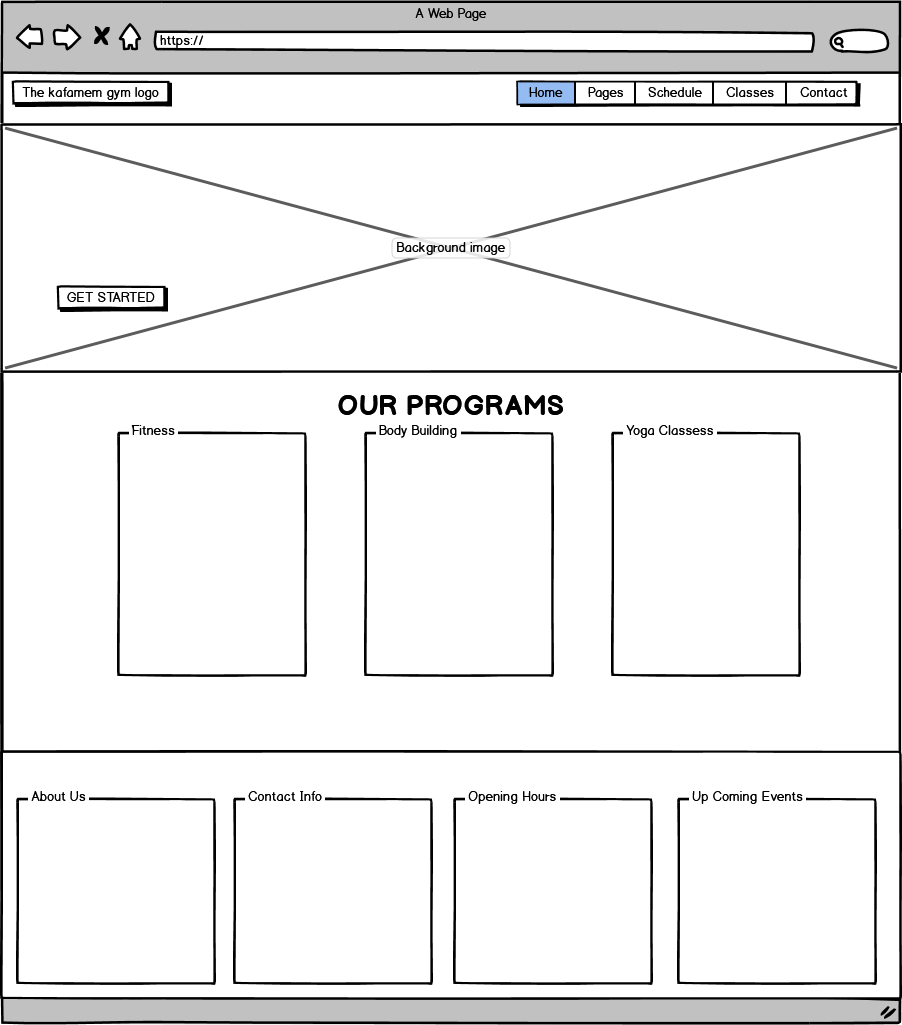 A Web Page
https://
The kafamem gym logo
Home Pages Schedule Classes Contact
Background image
GET STARTED
OUR PROGRAMS
Fitness Body Building Yoga Classess
About Us Contact Info Opening Hours Up Coming Events